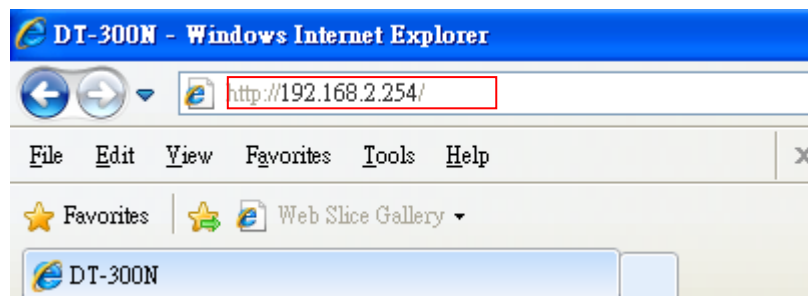 DT-300N - Windows Internet Explorer
http://192.168.2.254/
File Edit View Favorites Tools Help
Favorites Web Slice Gallery
DT-300N